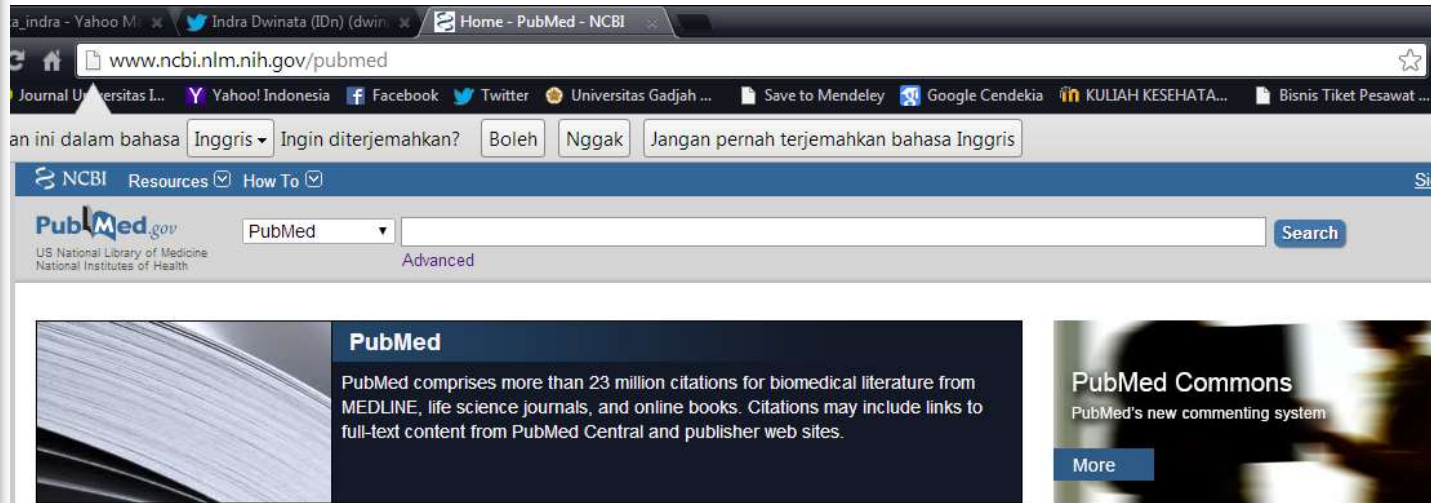 ta_indra - Yahoo M
Indra Dwinata (IDn) (dwin
Home - PubMed - NCBI
www.ncbi.nlm.nih.gov/pubmed
Journal Universitas I...
Yahoo! Indonesia
Facebook
Twitter
Universitas Gadjah ...
Save to Mendeley
Google Cendekia
KULIAH KESEHATA...
Bisnis Tiket Pesawat ...
an ini dalam bahasa Inggris Ingin diterjemahkan? Boleh Nggak Jangan pernah terjemahkan bahasa Inggris
NCBI Resources How To Si
PubMed.gov
US National Library of Medicine
National Institutes of Health
PubMed
Search
Advanced
PubMed
PubMed comprises more than 23 million citations for biomedical literature from
MEDLINE, life science journals, and online books. Citations may include links to
full-text content from PubMed Central and publisher web sites.
PubMed Commons
PubMed's new commenting system
More